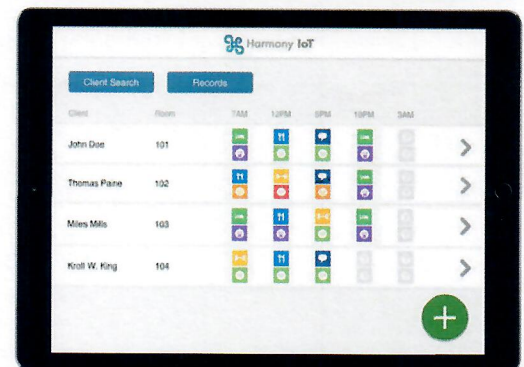 Harmony IoT
Client Search Records
Client Room 7AM 12PM 5PM 10PM 3AM
John Doe 101
Thomas Paine 102
Miles Mills 103
Kroll W. King 104